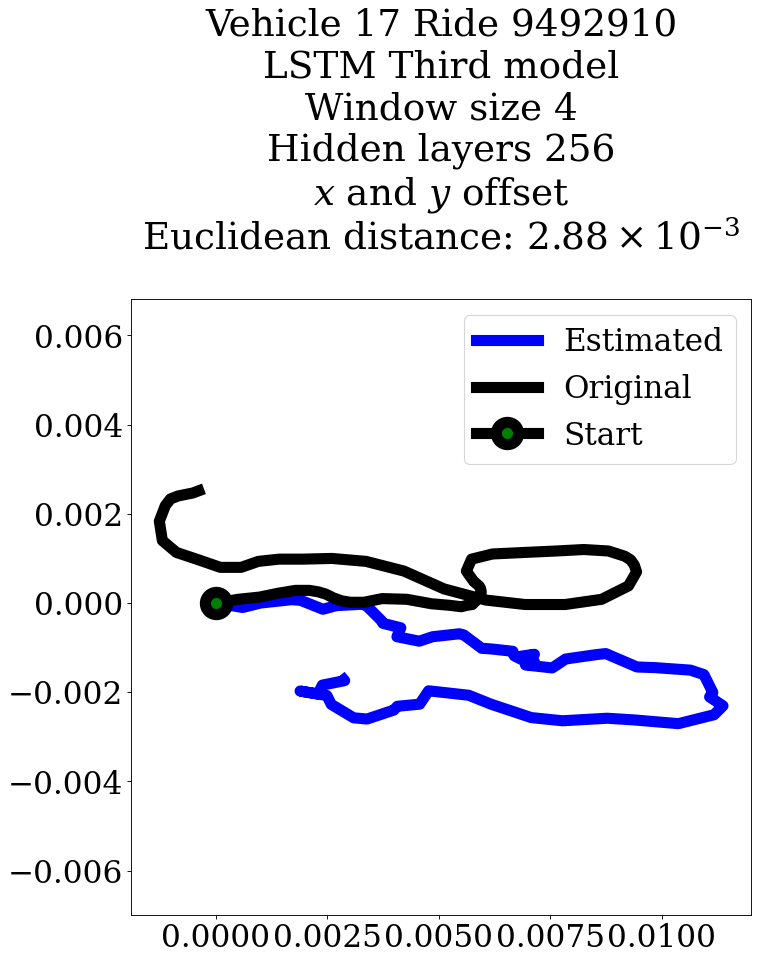 Vehicle 17 Ride 9492910
LSTM Third model
Window size 4
Hidden layers 256
x and y offset
Euclidean distance: 2.88 × 10⁻³
Estimated
Original
Start
0.006
0.004
0.002
0.000
−0.002
−0.004
−0.006
0.0000 0.0025 0.0050 0.0075 0.0100